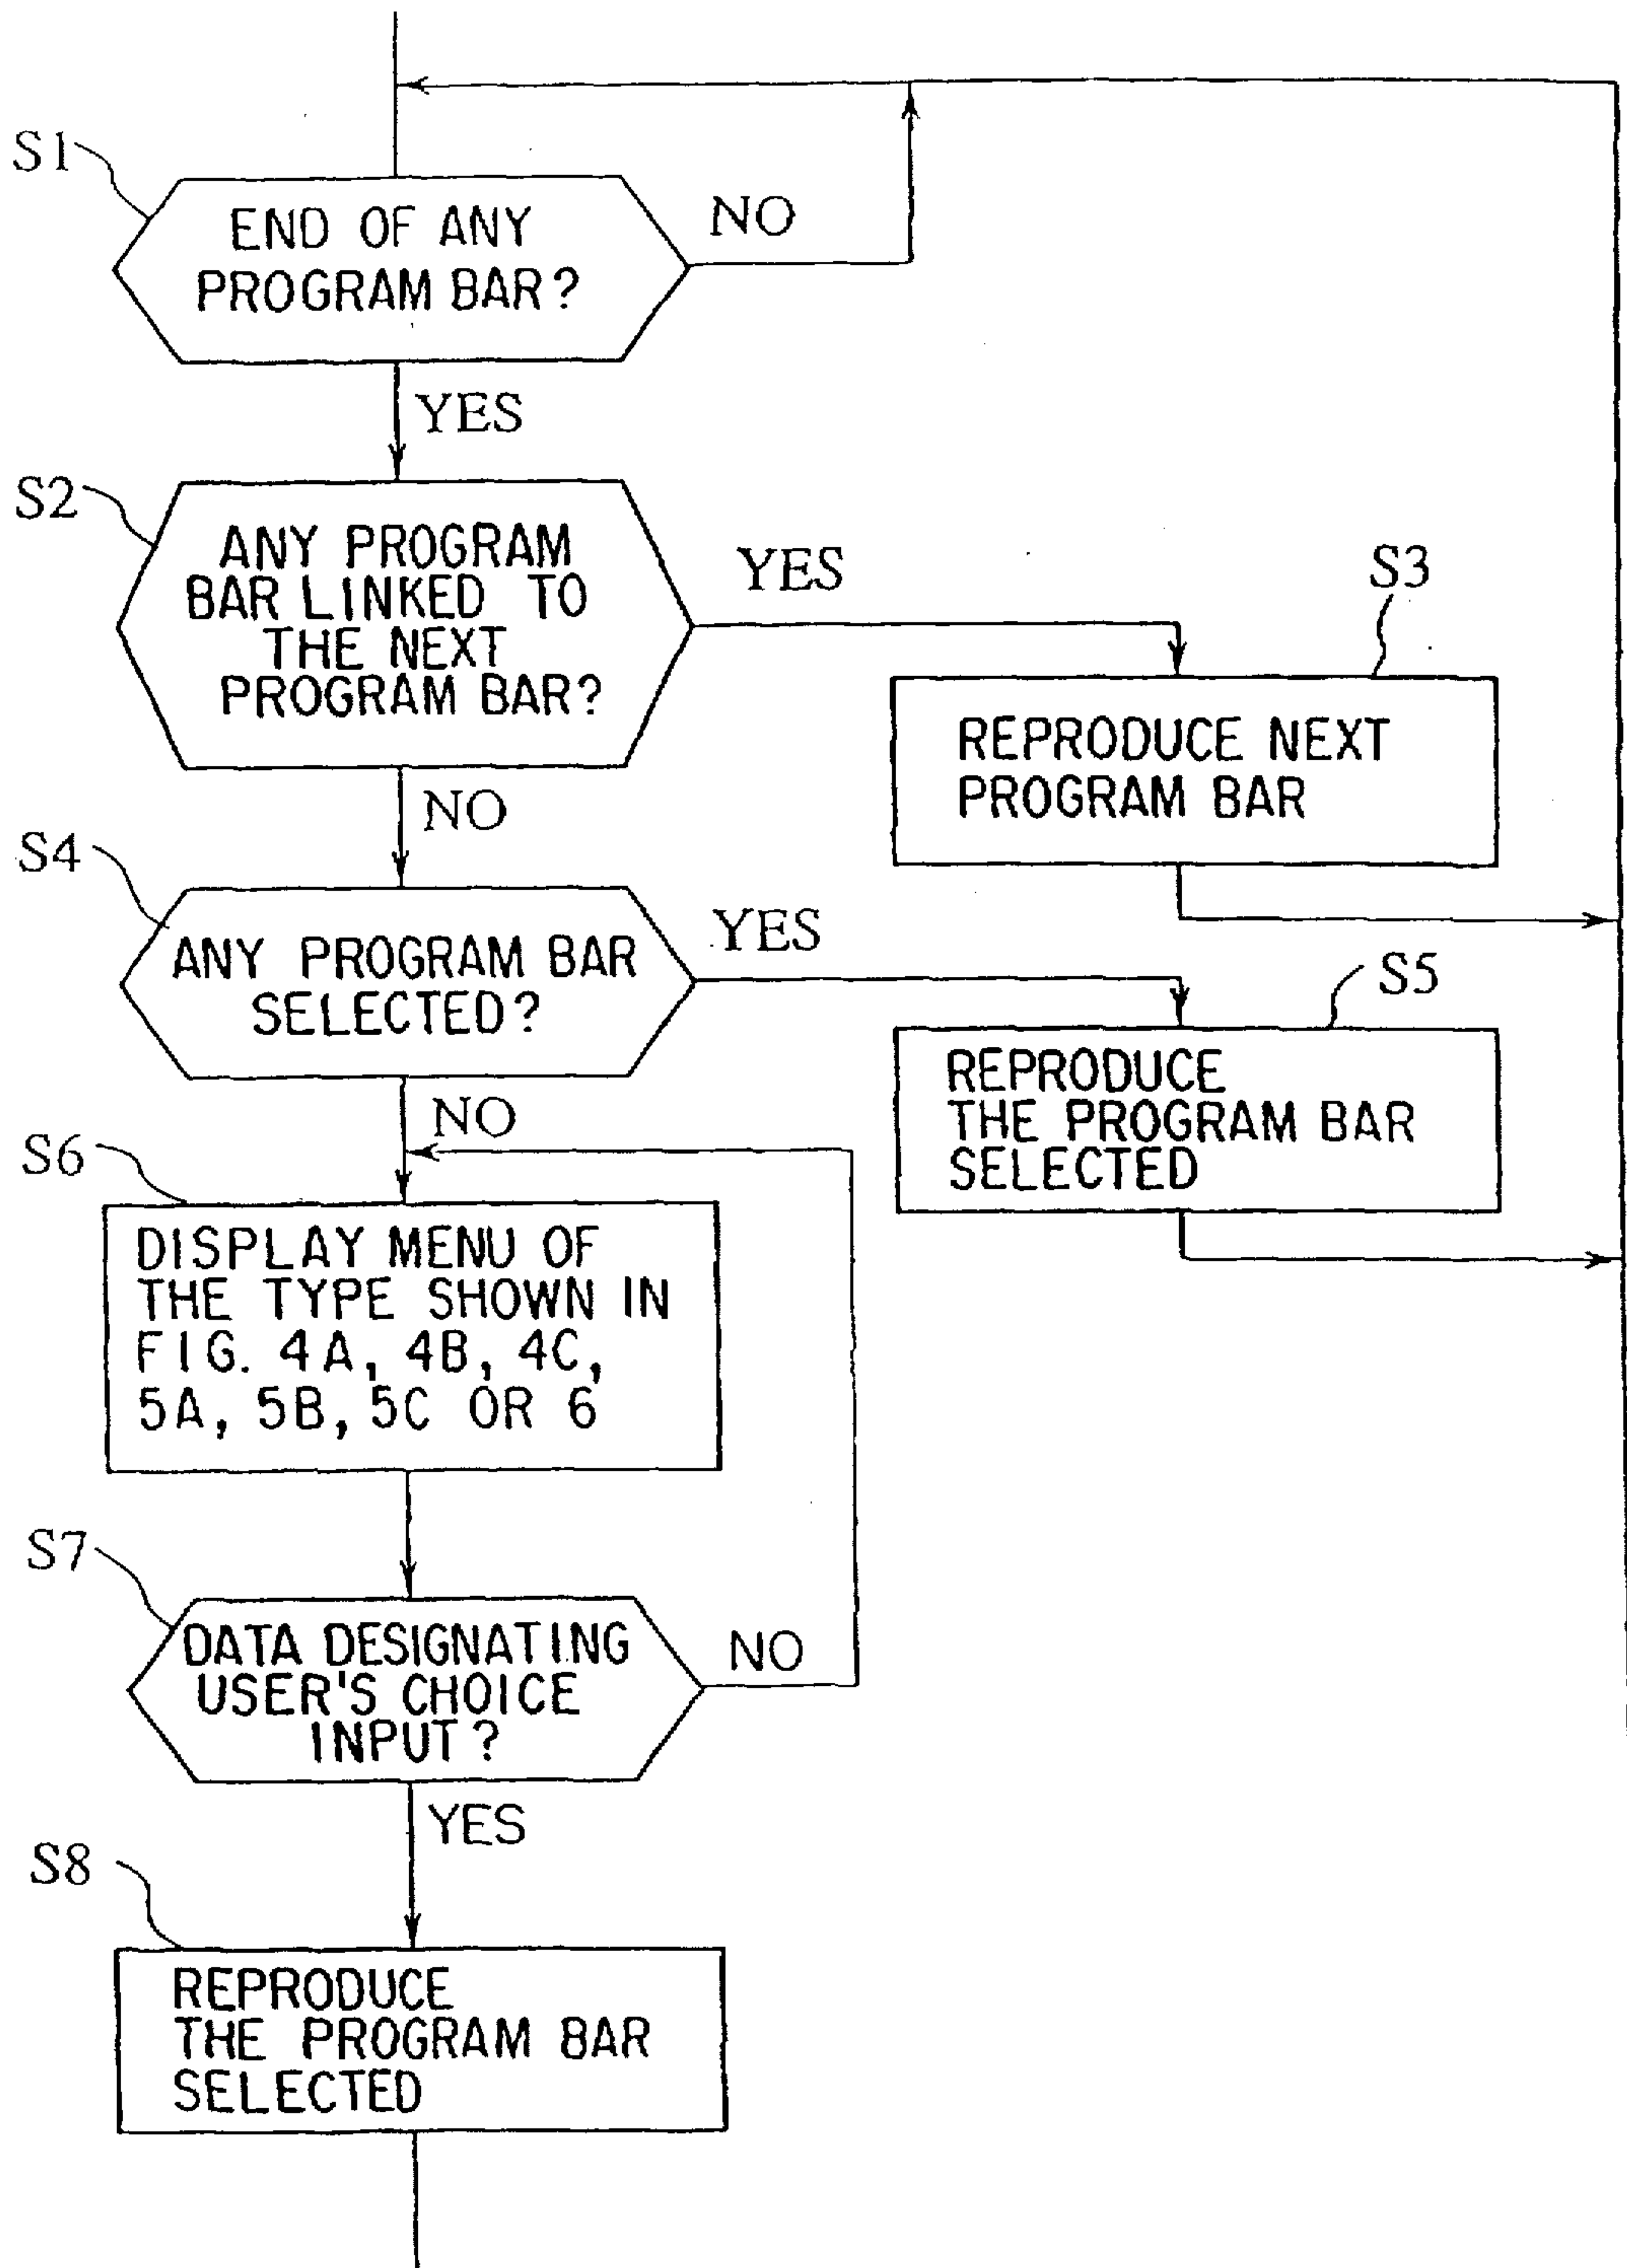 S1
END OF ANY
PROGRAM BAR?
NO
YES
S2
ANY PROGRAM
BAR LINKED TO
THE NEXT
PROGRAM BAR?
YES
S3
REPRODUCE NEXT
PROGRAM BAR
NO
S4
ANY PROGRAM BAR
SELECTED?
YES
S5
REPRODUCE
THE PROGRAM BAR
SELECTED
NO
S6
DISPLAY MENU OF
THE TYPE SHOWN IN
FIG. 4A, 4B, 4C,
5A, 5B, 5C OR 6
S7
DATA DESIGNATING
USER'S CHOICE
INPUT?
NO
YES
S8
REPRODUCE
THE PROGRAM BAR
SELECTED